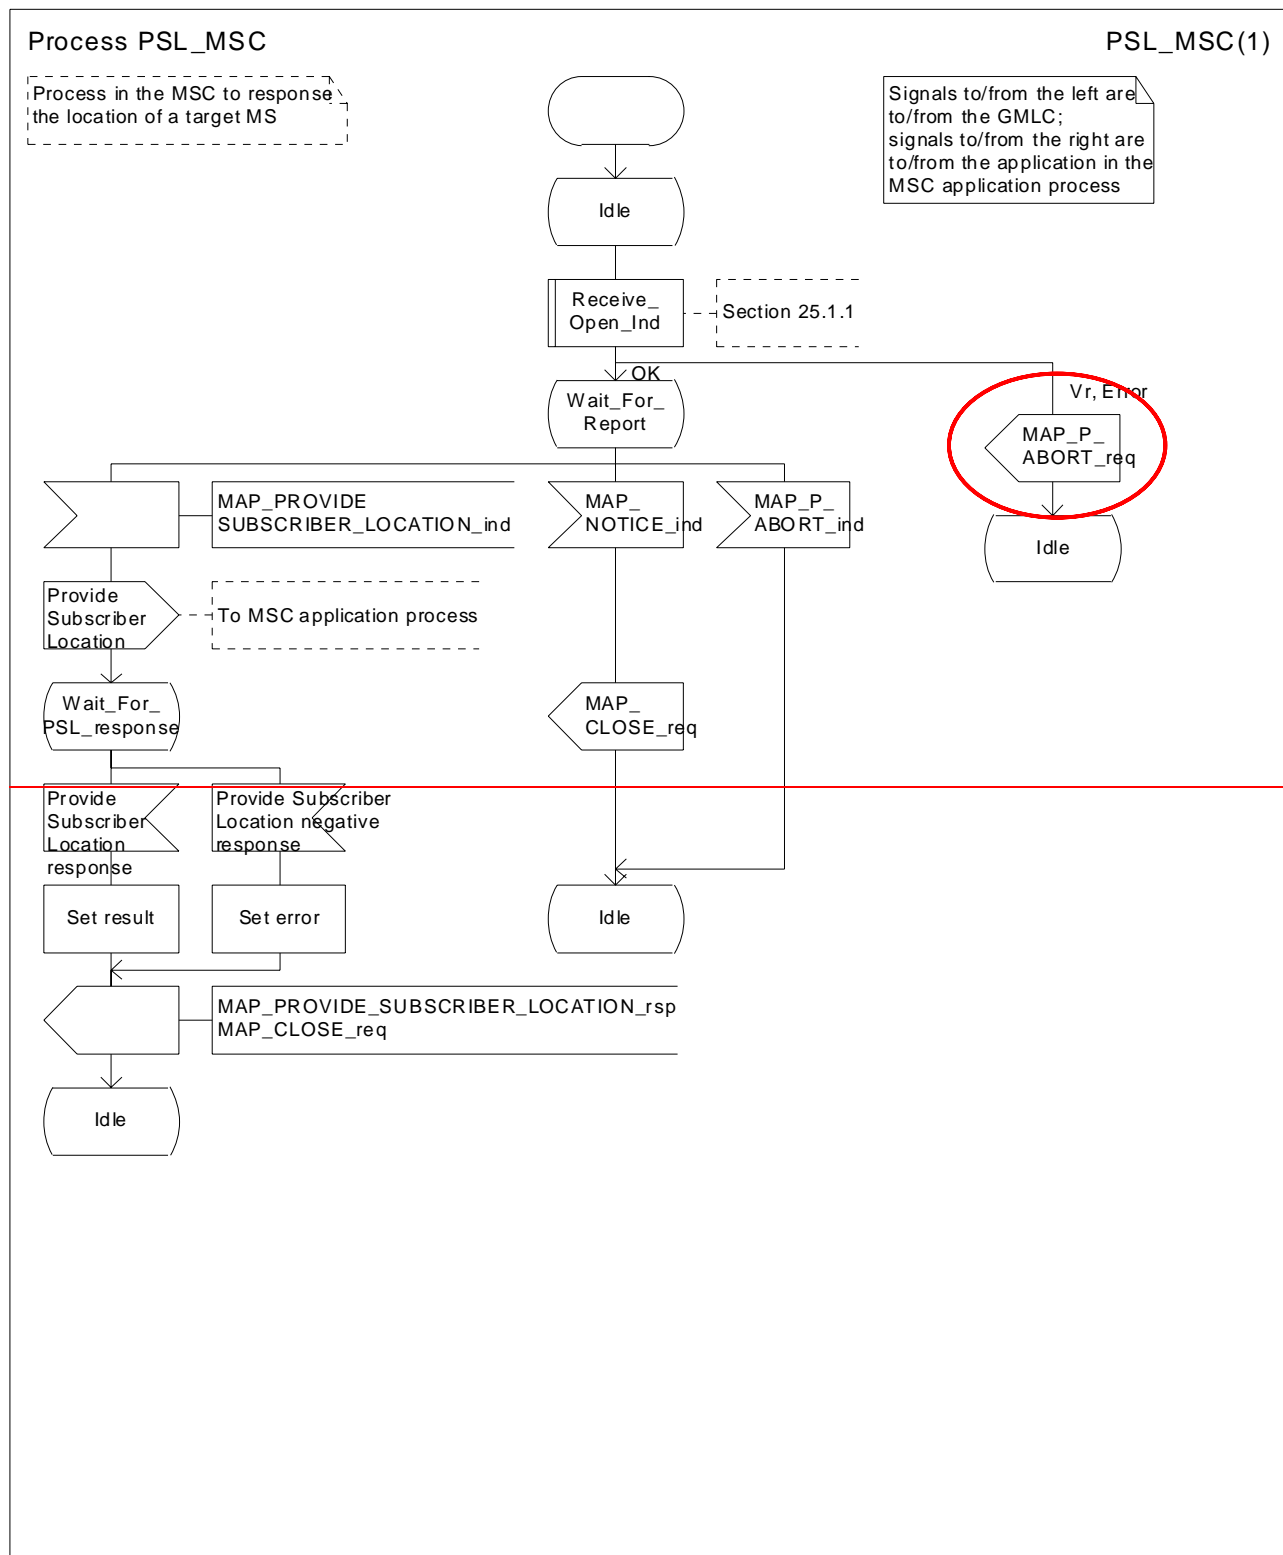 Process PSL_MSC
PSL_MSC(1)
Process in the MSC to response
the location of a target MS
Signals to/from the left are
to/from the GMLC;
signals to/from the right are
to/from the application in the
MSC application process
Idle
Receive_
Open_Ind
Section 25.1.1
OK
Vr, Error
Wait_For_
Report
MAP_P_
ABORT_req
MAP_PROVIDE
SUBSCRIBER_LOCATION_ind
MAP_
NOTICE_ind
MAP_P_
ABORT_ind
Idle
Provide
Subscriber
Location
To MSC application process
Wait_For_
PSL_response
MAP_
CLOSE_req
Provide
Subscriber
Location
response
Provide Subscriber
Location negative
response
Set result
Set error
Idle
MAP_PROVIDE_SUBSCRIBER_LOCATION_rsp
MAP_CLOSE_req
Idle